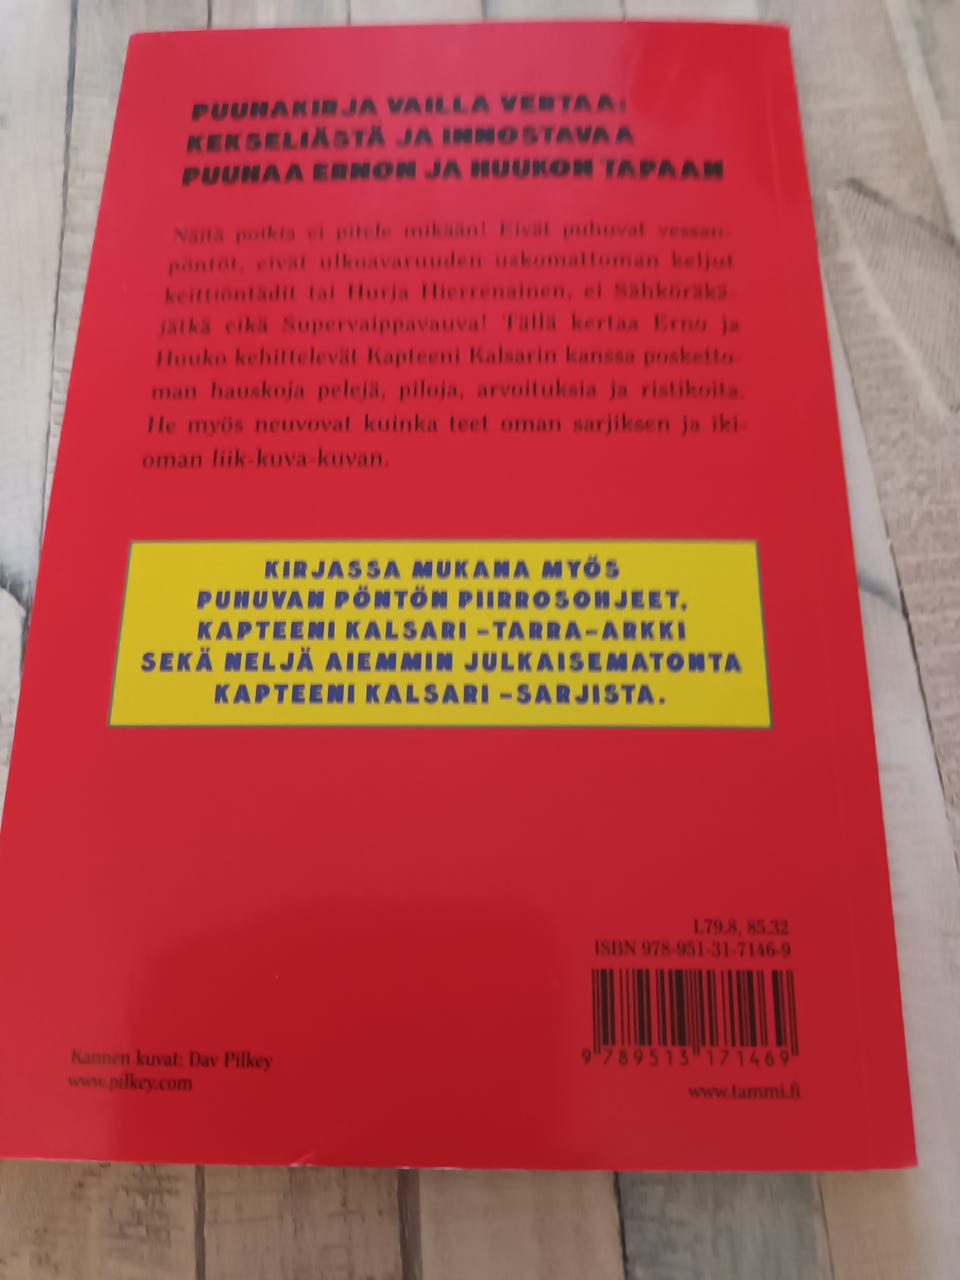 PUUHAKIRJA VAILLA VERTAA:
KEKSELIÄSTÄ JA INNOSTAVAA
PUUHAA ERNON JA HUUKON TAPAAN
Näitä poikia ei pitele mikään! Eivät puhuvat vessan-
pöntöt, eivät ulkoavaruuden uskomattoman keljut
keittiöntädit tai Hurja Hierrenainen, ei Sähköräkä-
jätkä eikä Supervaippavauva! Tällä kertaa Erno ja
Huuko kehittelevät Kapteeni Kalsarin kanssa posketto-
man hauskoja pelejä, piloja, arvoituksia ja ristikoita.
He myös neuvovat kuinka teet oman sarjiksen ja iki-
oman liik-kuva-kuvan.
KIRJASSA MUKANA MYÖS
PUHUVAN PÖNTÖN PIIRROSOHJEET,
KAPTEENI KALSARI -TARRA-ARKKI
SEKÄ NELJÄ AIEMMIN JULKAISEMATONTA
KAPTEENI KALSARI -SARJISTA.
L79.8, 85.32
ISBN 978-951-31-7146-9
9 789513 171469
Kannen kuvat: Dav Pilkey
www.pilkey.com
www.tammi.fi